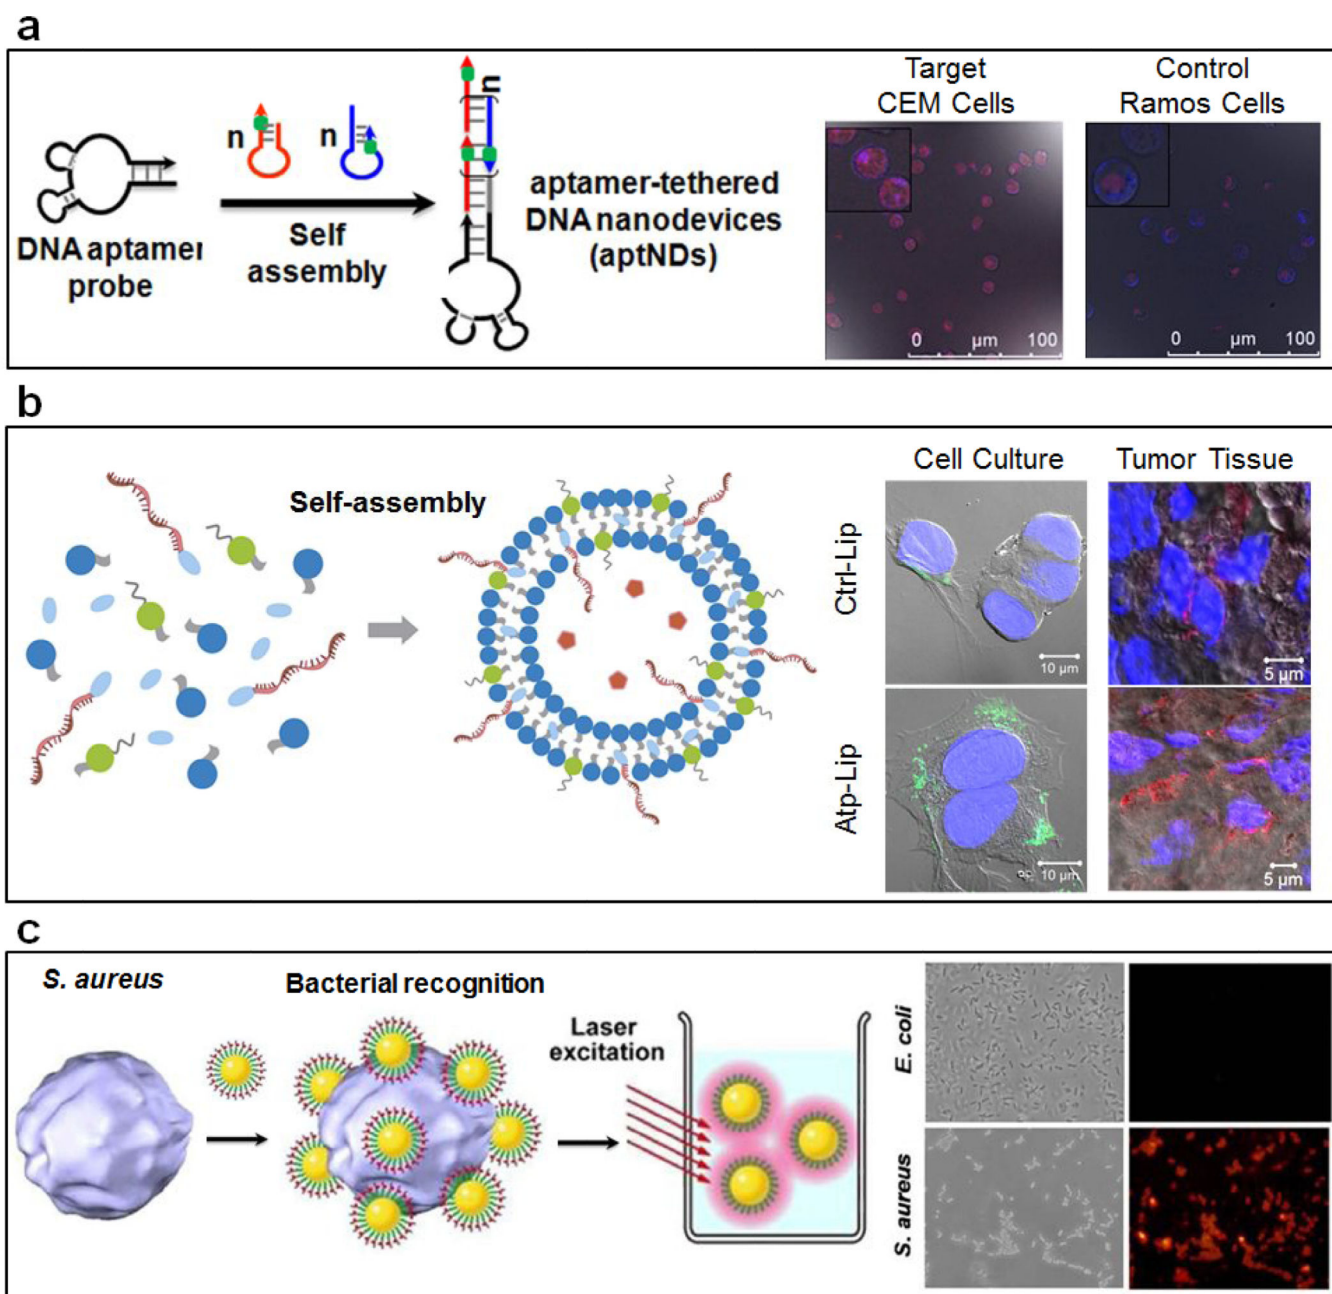 a
n
n
n
DNA aptamer
probe
Self
assembly
aptamer-tethered
DNA nanodevices
(aptNDs)
Target
CEM Cells
Control
Ramos Cells
0 µm 100
0 µm 100
b
Self-assembly
Cell Culture
Tumor Tissue
Ctrl-Lip
10 µm
5 µm
Atp-Lip
10 µm
5 µm
c
S. aureus
Bacterial recognition
Laser
excitation
E. coli
S. aureus